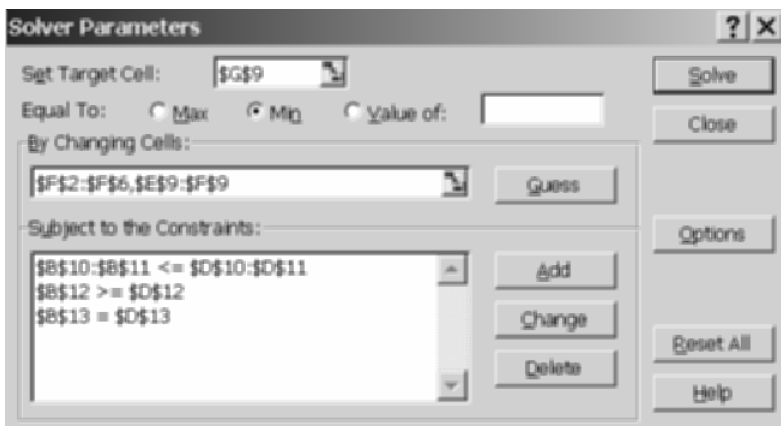 Solver Parameters
Set Target Cell: $G$9 Solve
Equal To: Max Min Value of:
Close
By Changing Cells:
$F$2:$F$6,$E$9:$F$9 Guess
Subject to the Constraints: Options
$B$10:$B$11 <= $D$10:$D$11 Add
$B$12 >= $D$12
$B$13 = $D$13 Change
Reset All
Delete
Help